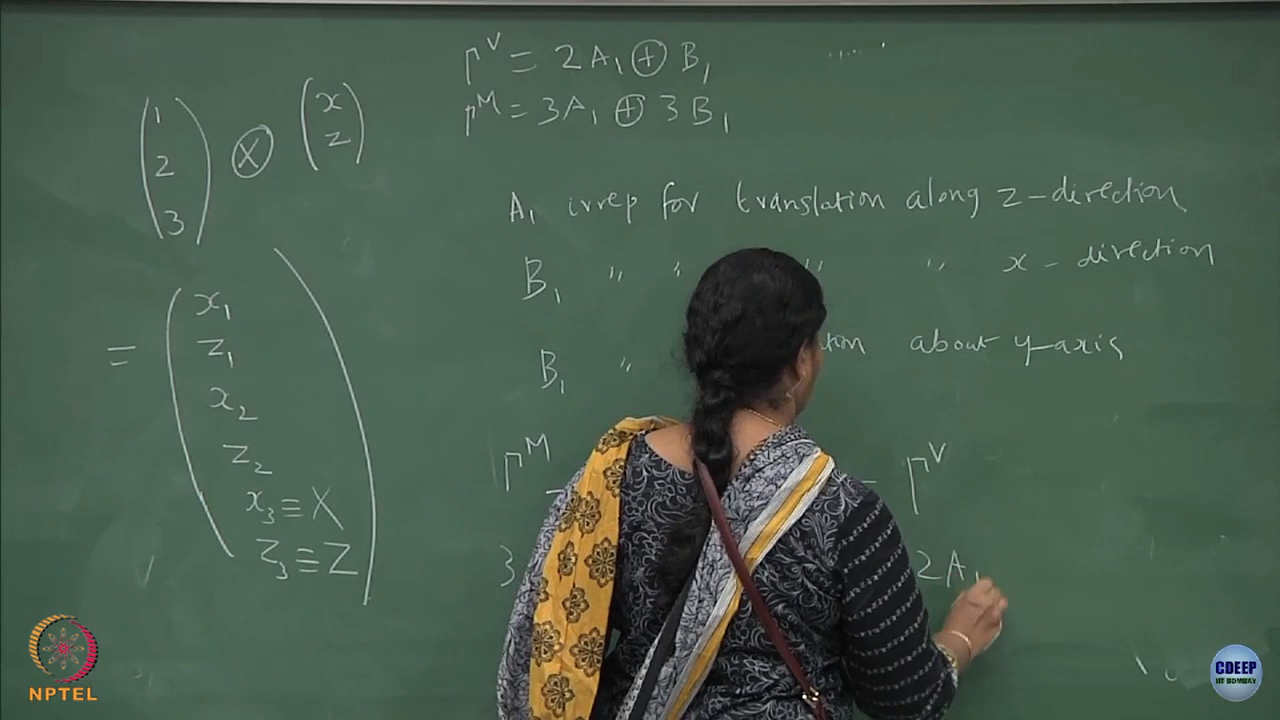 Γ^V = 2A₁ ⊕ B₁
Γ^M = 3A₁ ⊕ 3B₁
(1 2 3) ⊗ (x z)
A₁ irrep for translation along z-direction
B₁ " " " " x-direction
B₁ " about y-axis
= (x₁
z₁
x₂
z₂
x₃ ≡ X
z₃ ≡ Z)
Γ^M - Γ^V
3 2A₁
NPTEL
CDEEP
IIT BOMBAY